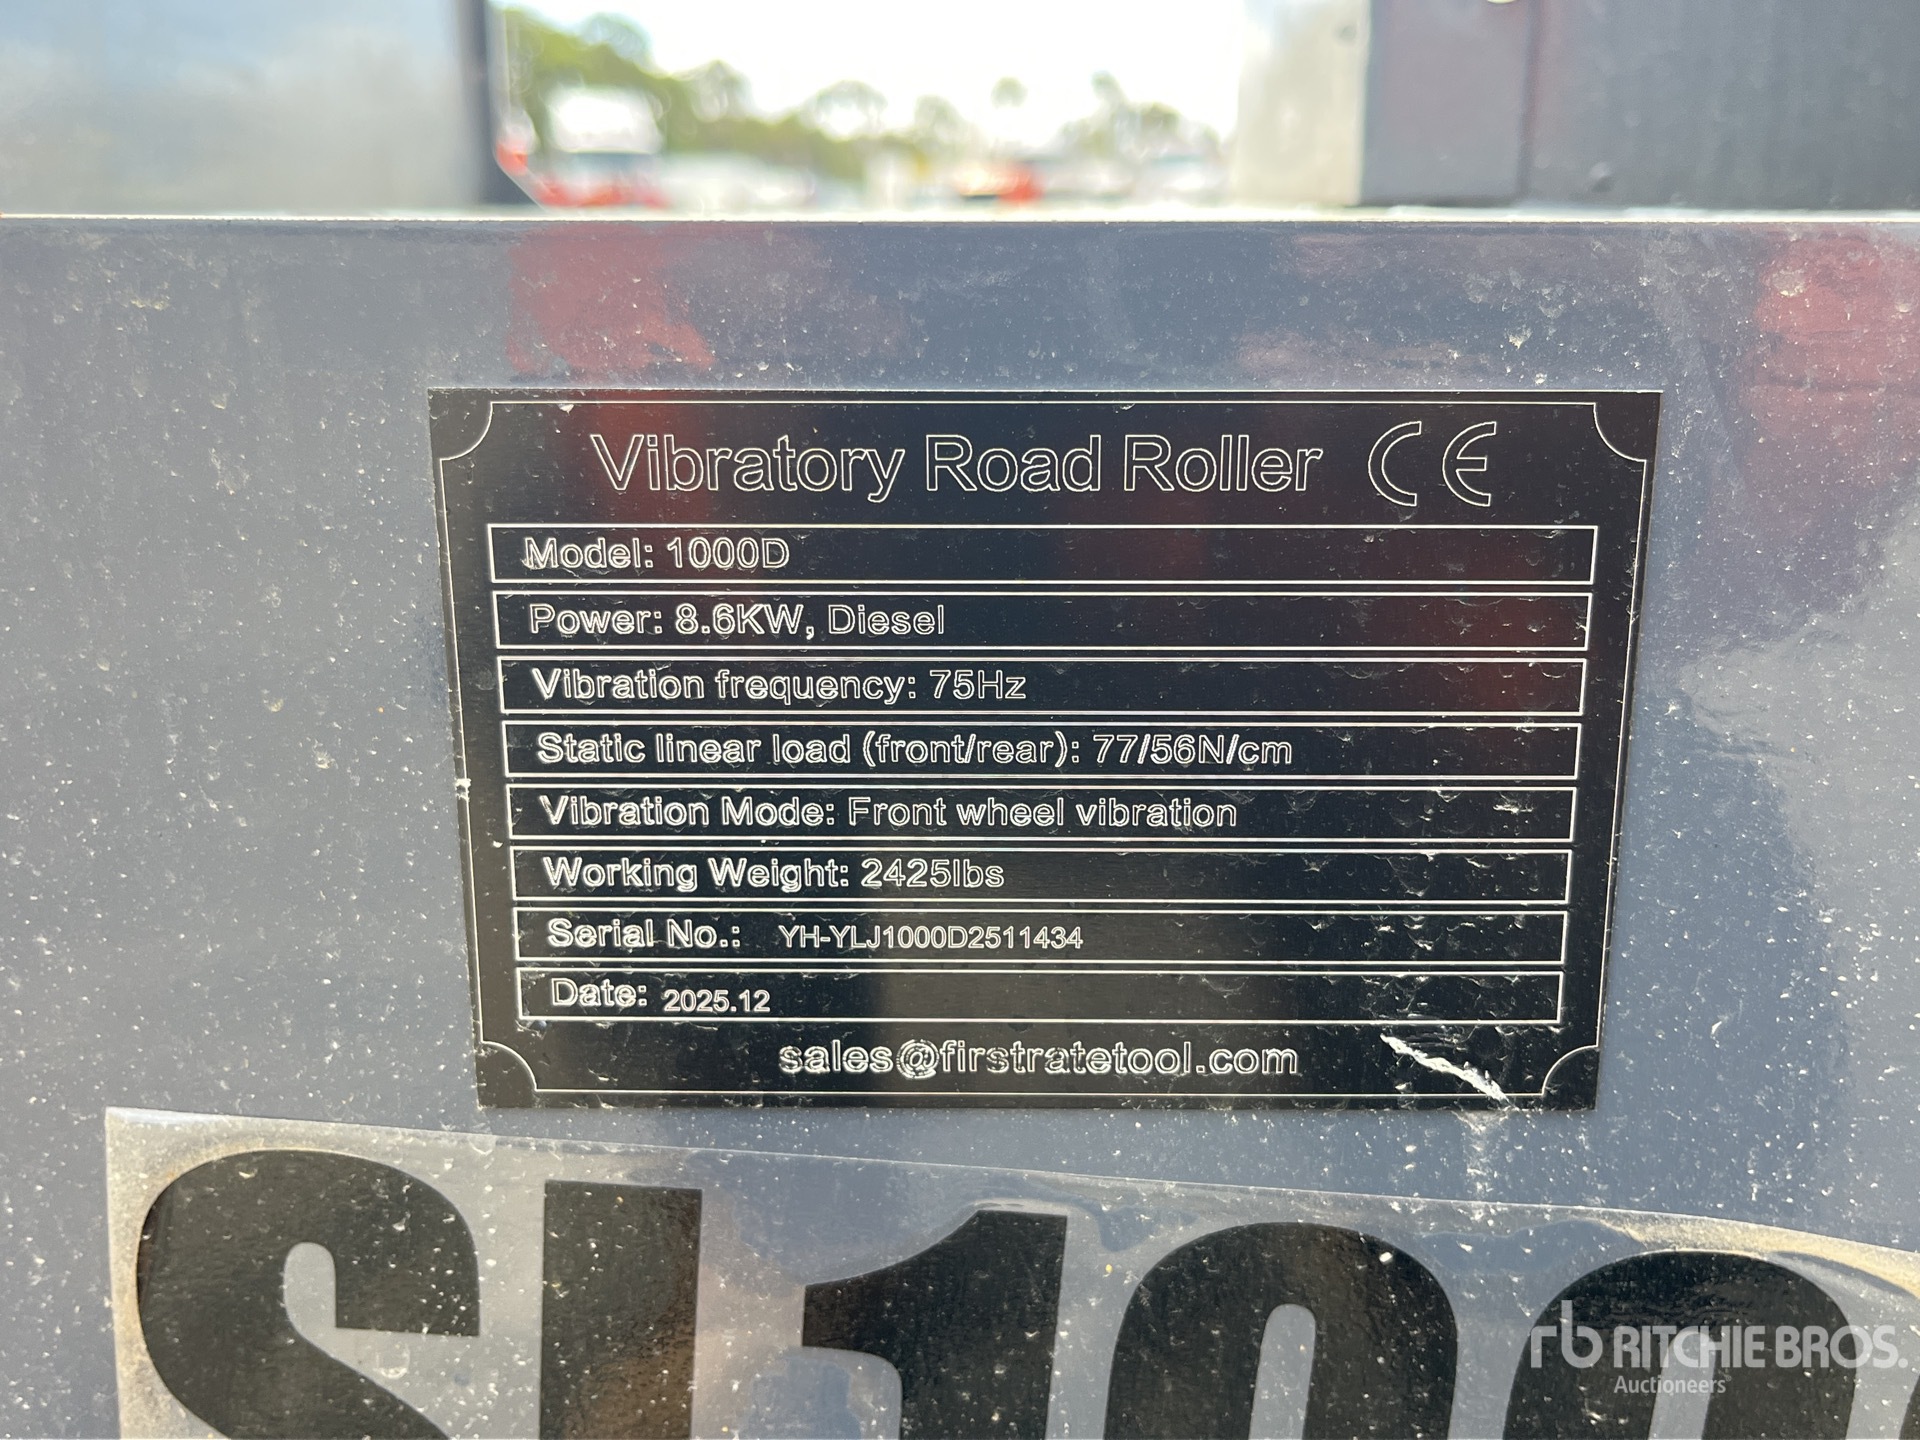 Vibratory Road Roller CE
Model: 1000D
Power: 8.6KW, Diesel
Vibration frequency: 75Hz
Static linear load (front/rear): 77/56N/cm
Vibration Mode: Front wheel vibration
Working Weight: 2425lbs
Serial No.: YH-YLJ1000D2511434
Date: 2025.12
sales@firstratetool.com
rb RITCHIE BROS.
Auctioneers